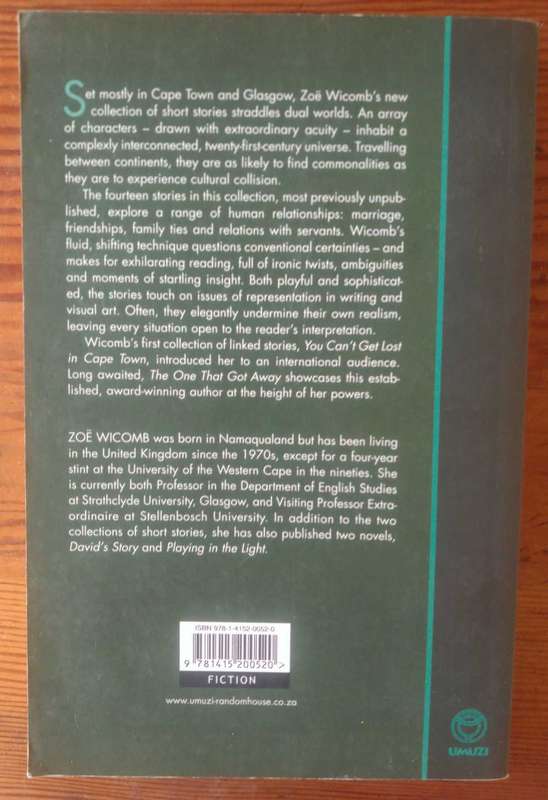 Set mostly in Cape Town and Glasgow, Zoë Wicomb's new
collection of short stories straddles dual worlds. An array
of characters – drawn with extraordinary acuity – inhabit a
complexly interconnected, twenty-first-century universe. Travelling
between continents, they are as likely to find commonalities as
they are to experience cultural collision.
The fourteen stories in this collection, most previously unpub-
lished, explore a range of human relationships: marriage,
friendships, family ties and relations with servants. Wicomb's
fluid, shifting technique questions conventional certainties – and
makes for exhilarating reading, full of ironic twists, ambiguities
and moments of startling insight. Both playful and sophisticat-
ed, the stories touch on issues of representation in writing and
visual art. Often, they elegantly undermine their own realism,
leaving every situation open to the reader's interpretation.
Wicomb's first collection of linked stories, You Can't Get Lost
in Cape Town, introduced her to an international audience.
Long awaited, The One That Got Away showcases this estab-
lished, award-winning author at the height of her powers.
ZOË WICOMB was born in Namaqualand but has been living
in the United Kingdom since the 1970s, except for a four-year
stint at the University of the Western Cape in the nineties. She
is currently both Professor in the Department of English Studies
at Strathclyde University, Glasgow, and Visiting Professor Extra-
ordinaire at Stellenbosch University. In addition to the two
collections of short stories, she has also published two novels,
David's Story and Playing in the Light.
ISBN 978-1-4152-0052-0
9 781415 200520 >
FICTION
www.umuzi-randomhouse.co.za
UMUZI